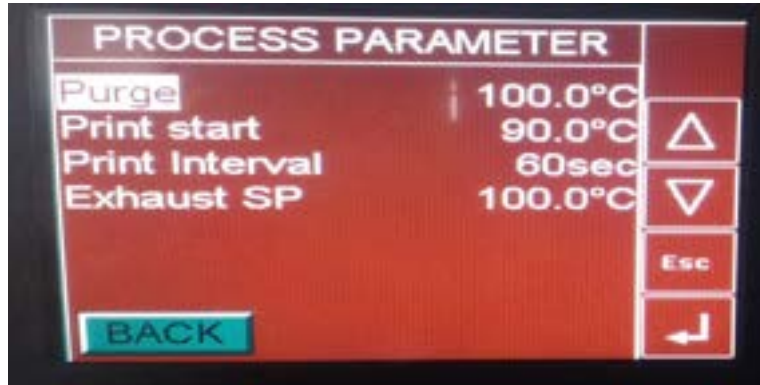 PROCESS PARAMETER
Purge 100.0°C
Print start 90.0°C
Print Interval 60sec
Exhaust SP 100.0°C
Esc
BACK